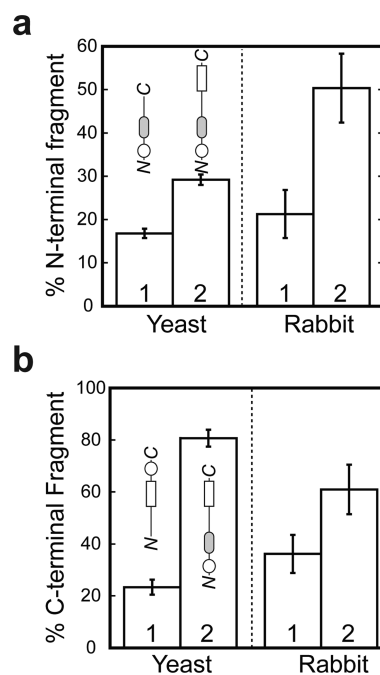 a
% N-terminal fragment
60
50
40
30
20
10
0
C
N
C
N
1
2
1
2
Yeast
Rabbit
b
% C-terminal Fragment
100
80
60
40
20
0
C
N
C
N
1
2
1
2
Yeast
Rabbit